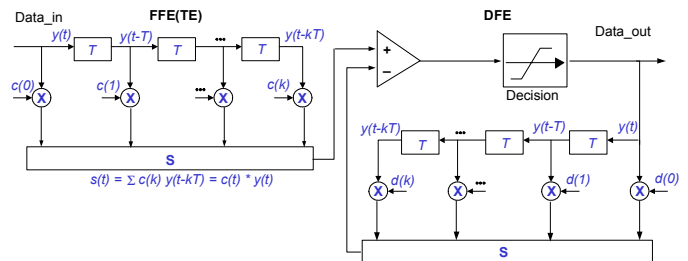 Data_in
FFE(TE)
DFE
Data_out
y(t)
T
y(t-T)
T
...
T
y(t-kT)
c(0)
X
c(1)
X
...
X
c(k)
X
S
s(t) = Σ c(k) y(t-kT) = c(t) * y(t)
+
−
Decision
y(t-kT)
T
...
T
y(t-T)
T
y(t)
X
d(k)
X
...
X
d(1)
X
d(0)
S